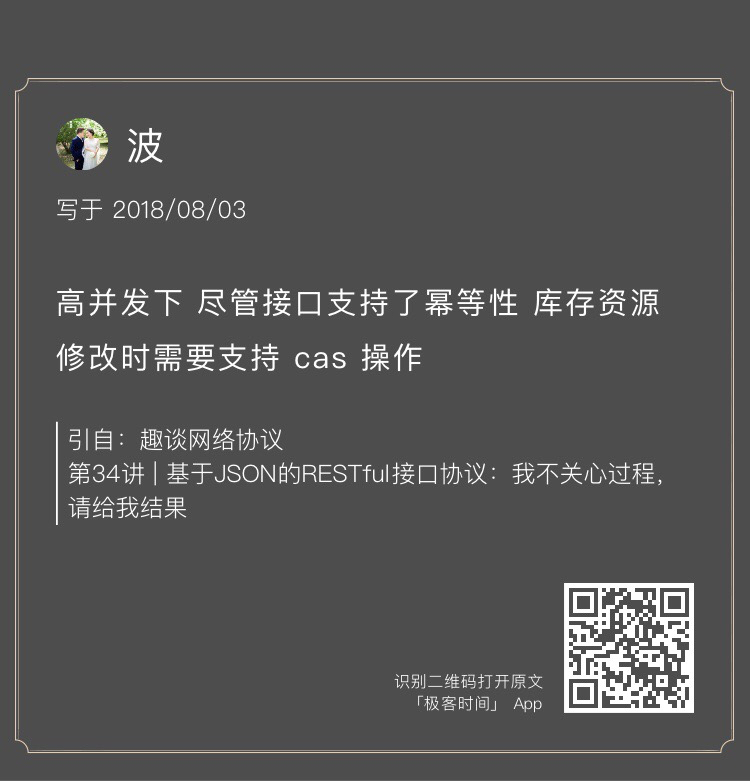 波
写于 2018/08/03
高并发下 尽管接口支持了幂等性 库存资源
修改时需要支持 cas 操作
引自：趣谈网络协议
第34讲 | 基于JSON的RESTful接口协议：我不关心过程，
请给我结果
识别二维码打开原文
「极客时间」 App